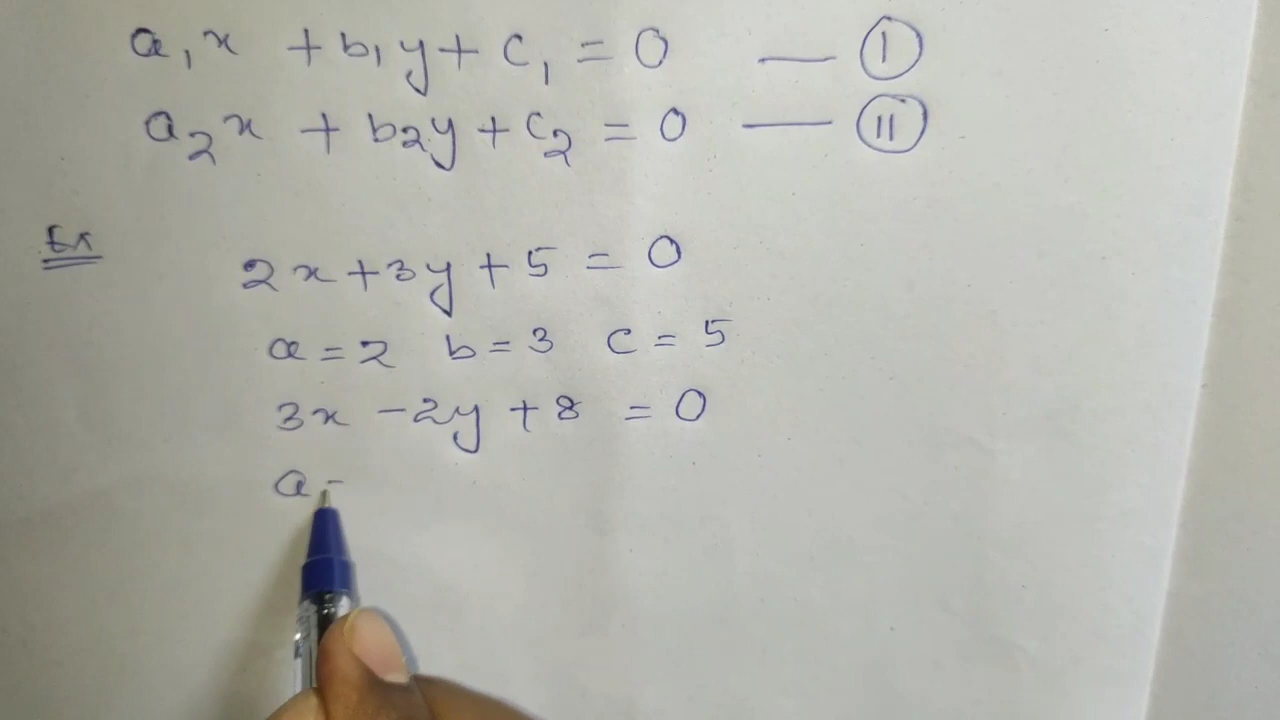 a₁x + b₁y + c₁ = 0 — I
a₂x + b₂y + c₂ = 0 — II
Ex
2x + 3y + 5 = 0
a = 2 b = 3 c = 5
3x - 2y + 8 = 0
a -